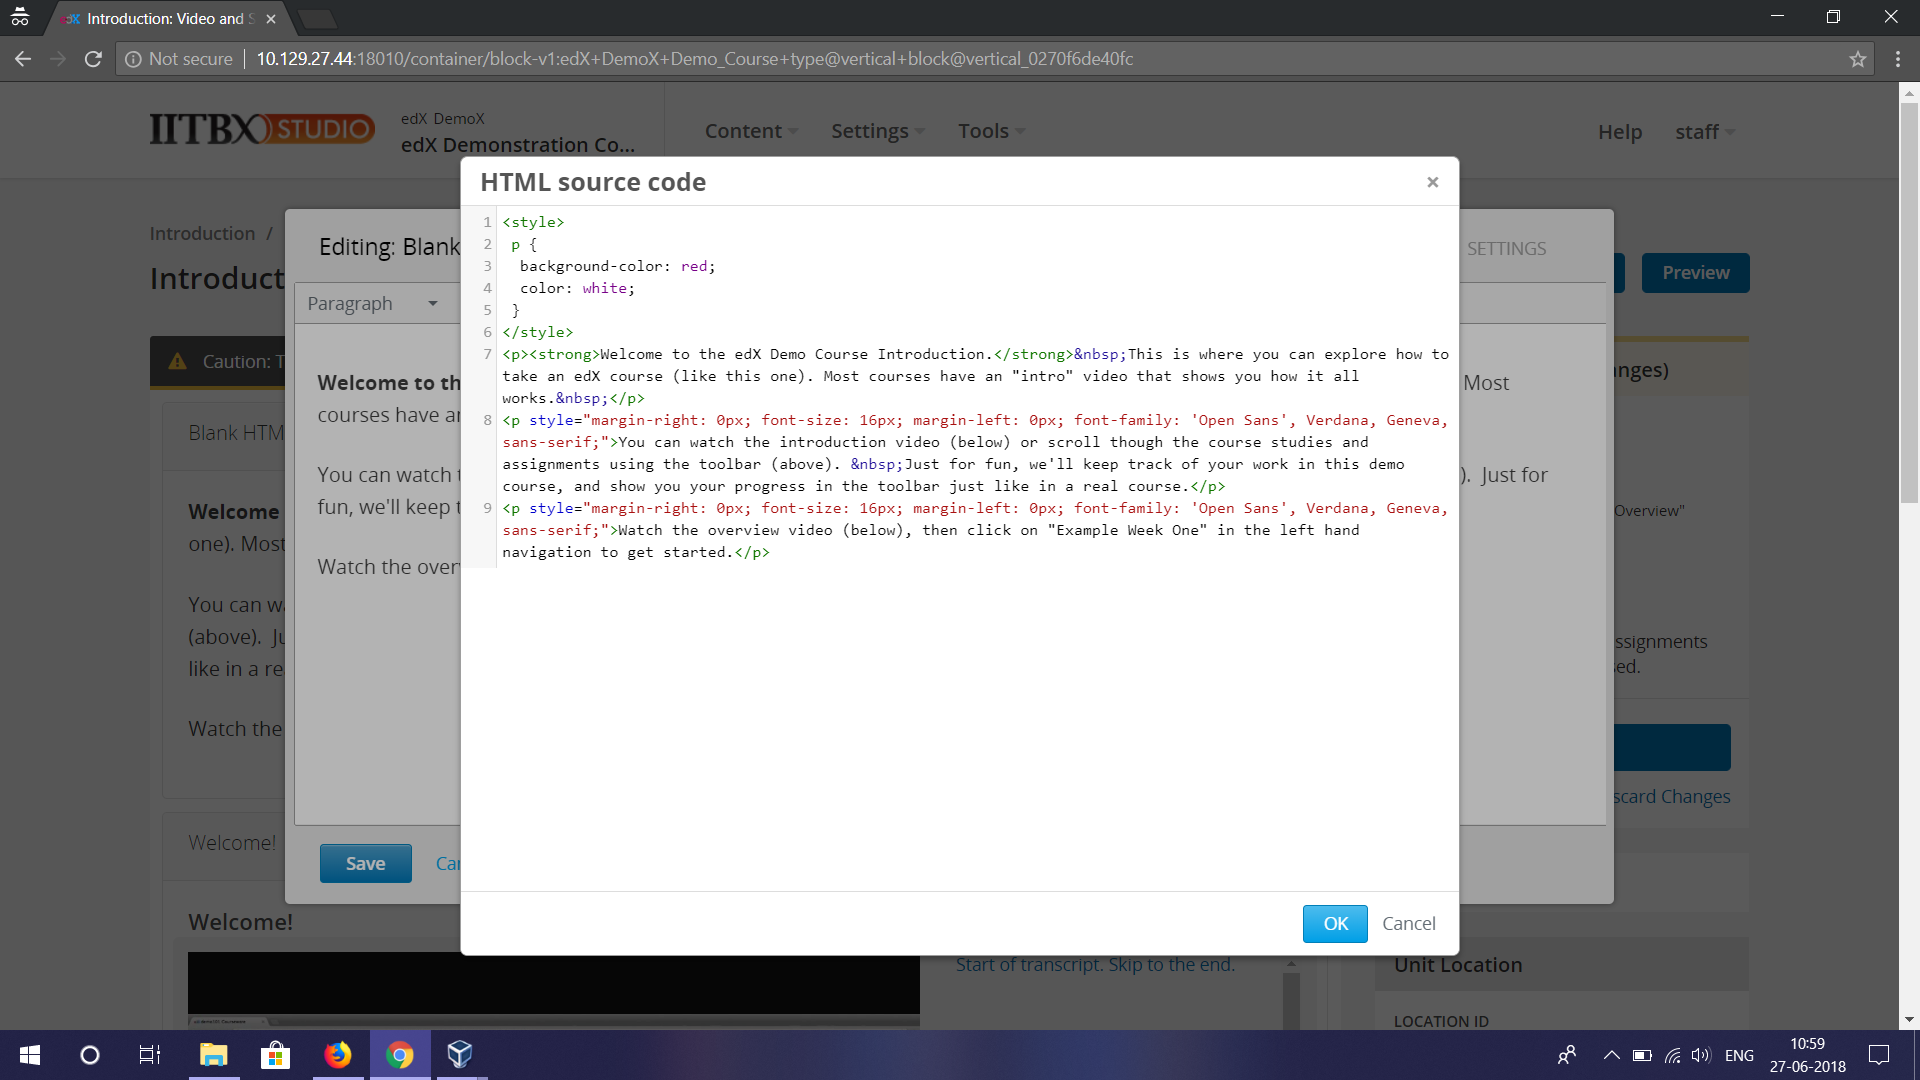 Introduction: Video and S
Not secure | 10.129.27.44:18010/container/block-v1:edX+DemoX+Demo_Course+type@vertical+block@vertical_0270f6de40fc
IITBX STUDIO
edX DemoX
edX Demonstration Co...
Content
Settings
Tools
Help
staff
HTML source code
×
Introduction /
Introduct
Editing: Blank
SETTINGS
Preview
Paragraph
1 <style>
2 p {
3 background-color: red;
4 color: white;
5 }
6 </style>
7 <p><strong>Welcome to the edX Demo Course Introduction.</strong>&nbsp;This is where you can explore how to
take an edX course (like this one). Most courses have an "intro" video that shows you how it all
works.&nbsp;</p>
8 <p style="margin-right: 0px; font-size: 16px; margin-left: 0px; font-family: 'Open Sans', Verdana, Geneva,
sans-serif;">You can watch the introduction video (below) or scroll though the course studies and
assignments using the toolbar (above). &nbsp;Just for fun, we'll keep track of your work in this demo
course, and show you your progress in the toolbar just like in a real course.</p>
9 <p style="margin-right: 0px; font-size: 16px; margin-left: 0px; font-family: 'Open Sans', Verdana, Geneva,
sans-serif;">Watch the overview video (below), then click on "Example Week One" in the left hand
navigation to get started.</p>
OK
Cancel
Caution: T
Blank HTM
Welcome
one). Most
You can wa
(above). Ju
like in a re
Watch the
Welcome to th
courses have an
You can watch t
fun, we'll keep t
Watch the over
Most
). Just for
nges)
Overview"
ssignments
ed.
scard Changes
Save
Can
Welcome!
Welcome!
Start of transcript. Skip to the end.
Unit Location
LOCATION ID
ENG
10:59
27-06-2018